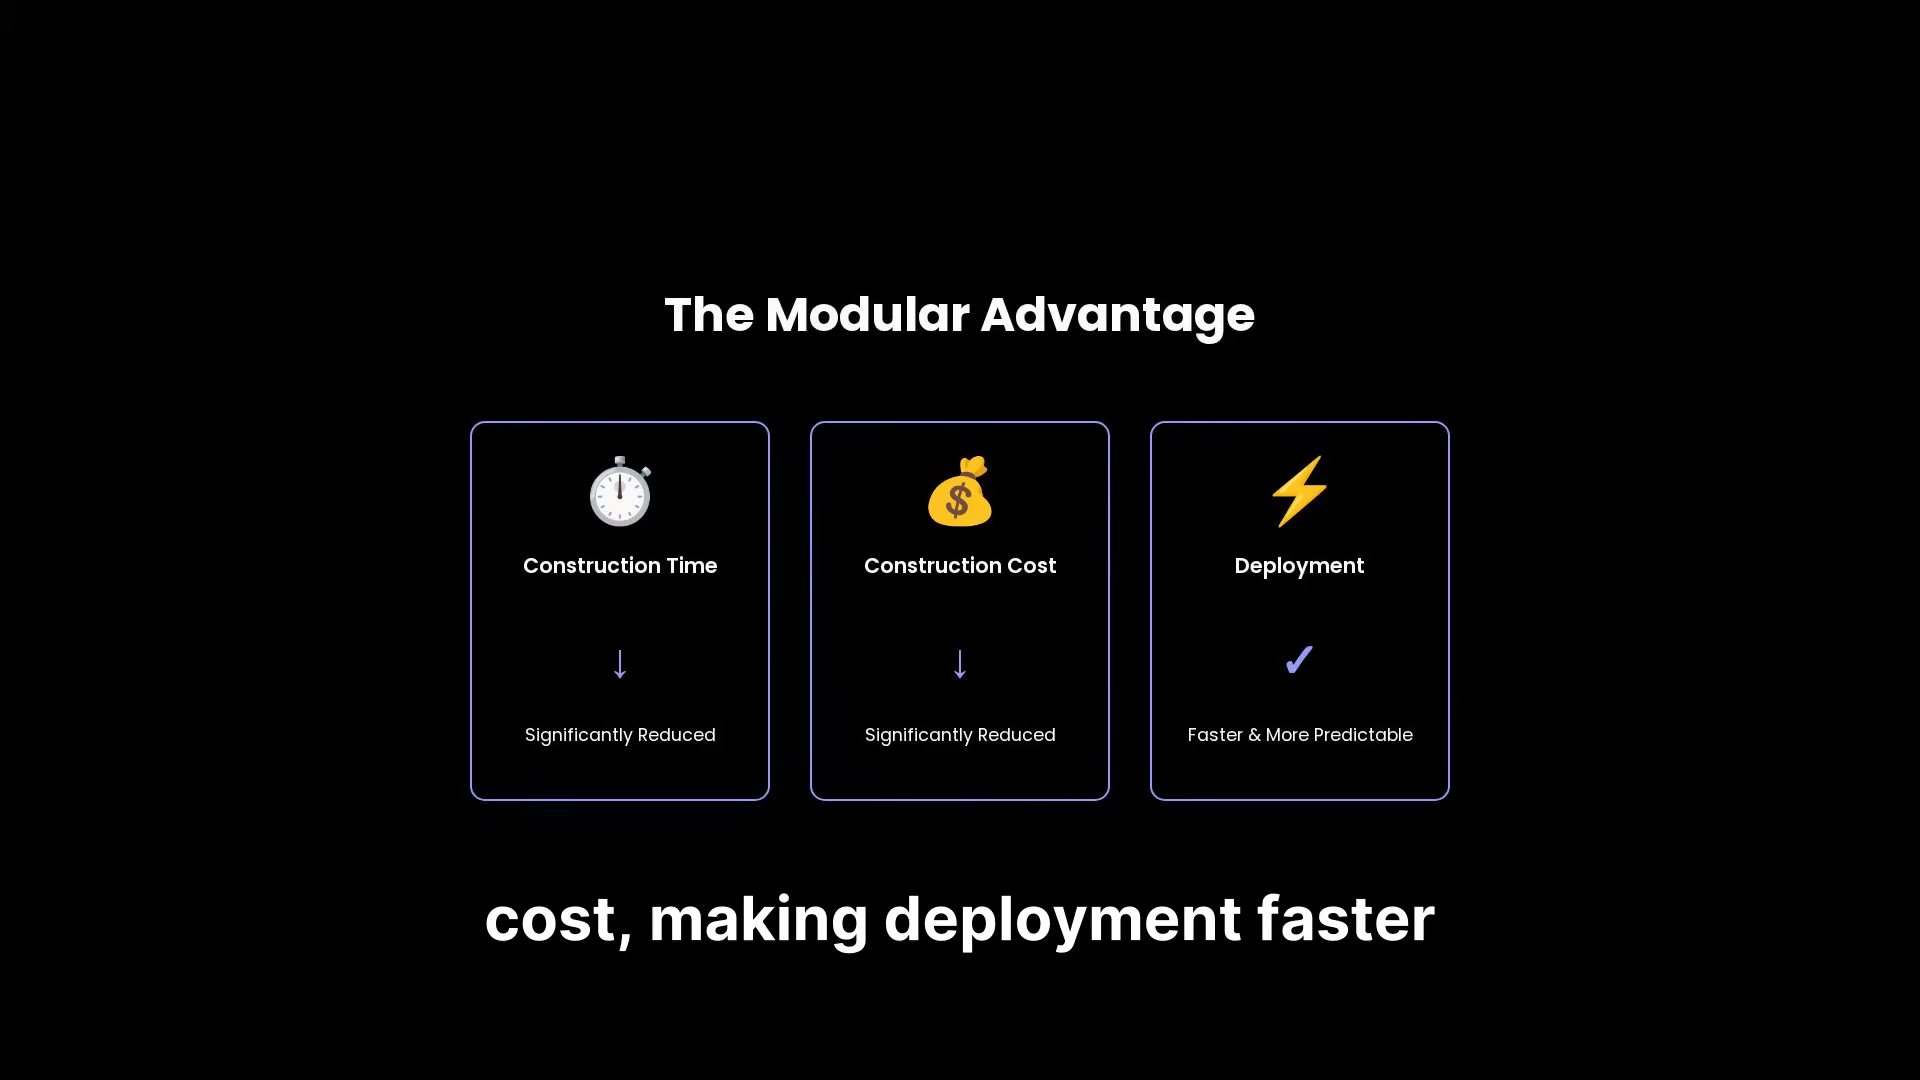 The Modular Advantage
Construction Time
↓
Significantly Reduced
Construction Cost
↓
Significantly Reduced
Deployment
✓
Faster & More Predictable
cost, making deployment faster